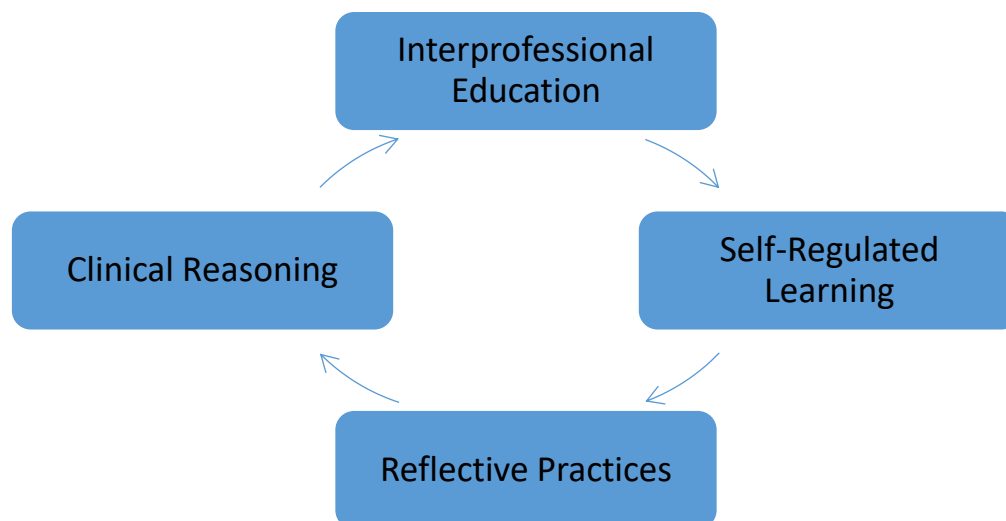 Interprofessional
Education
Clinical Reasoning
Self-Regulated
Learning
Reflective Practices